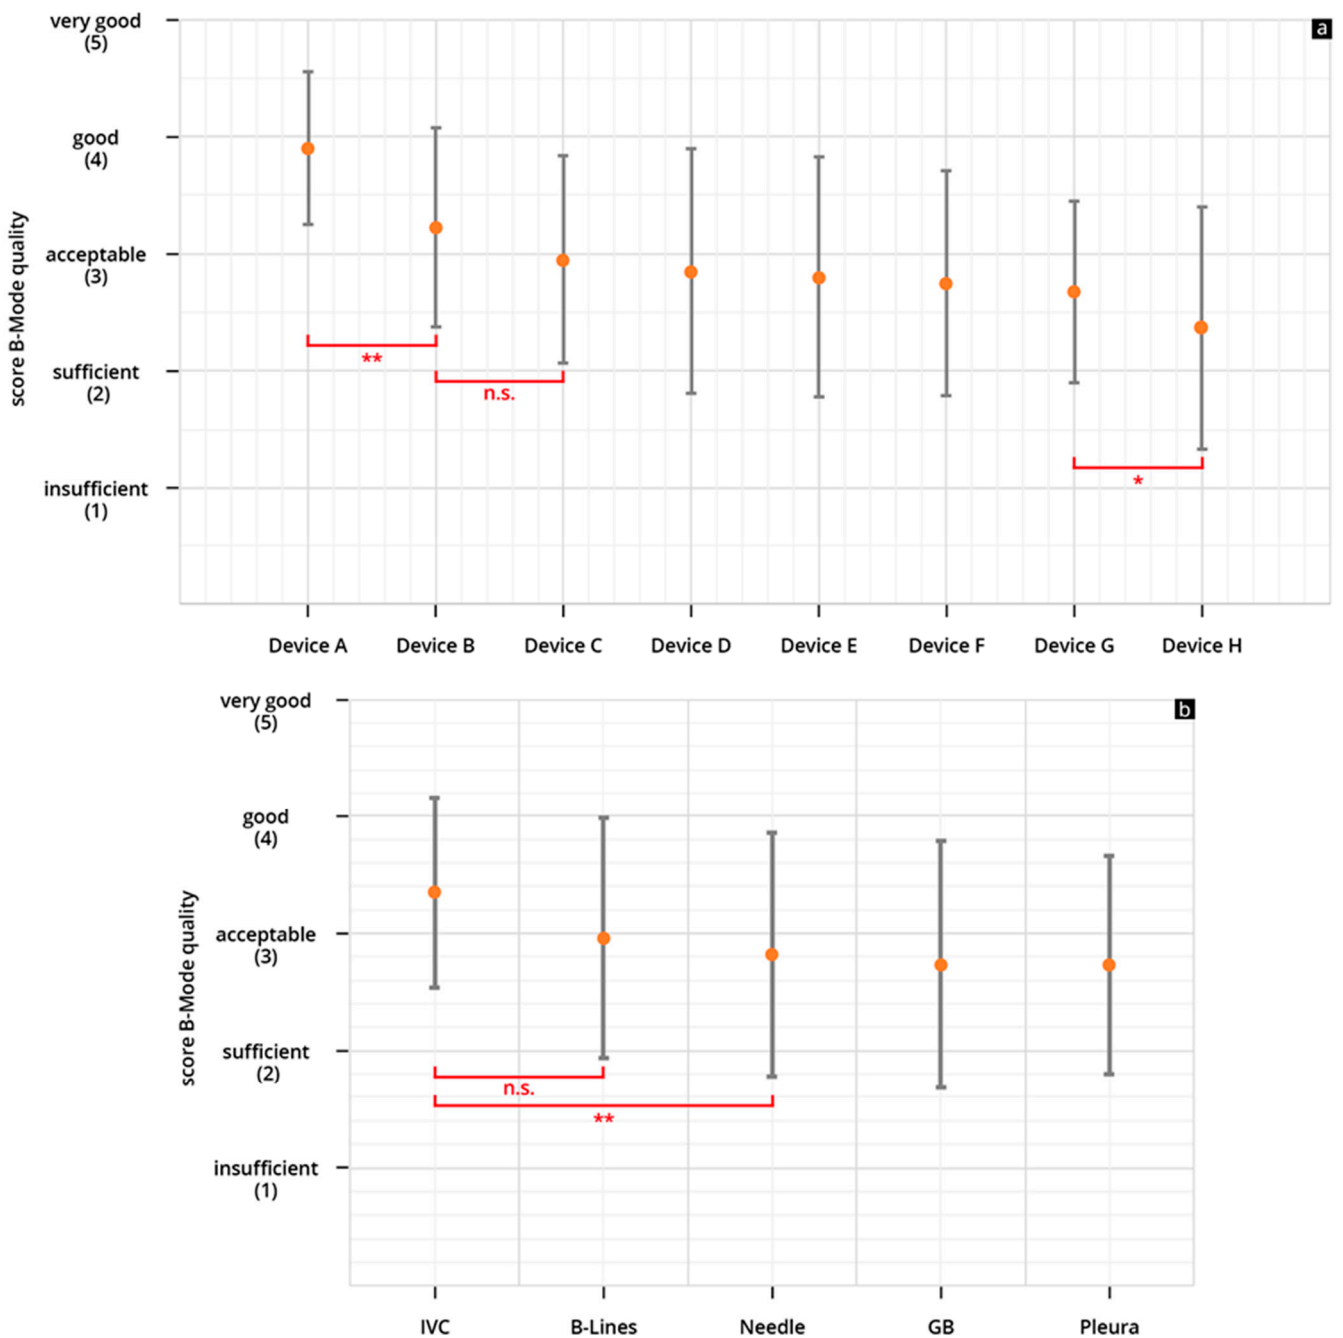 a
very good
(5)
good
(4)
acceptable
(3)
sufficient
(2)
insufficient
(1)
score B-Mode quality
**
n.s.
*
Device A
Device B
Device C
Device D
Device E
Device F
Device G
Device H
b
very good
(5)
good
(4)
acceptable
(3)
sufficient
(2)
insufficient
(1)
score B-Mode quality
n.s.
**
IVC
B-Lines
Needle
GB
Pleura